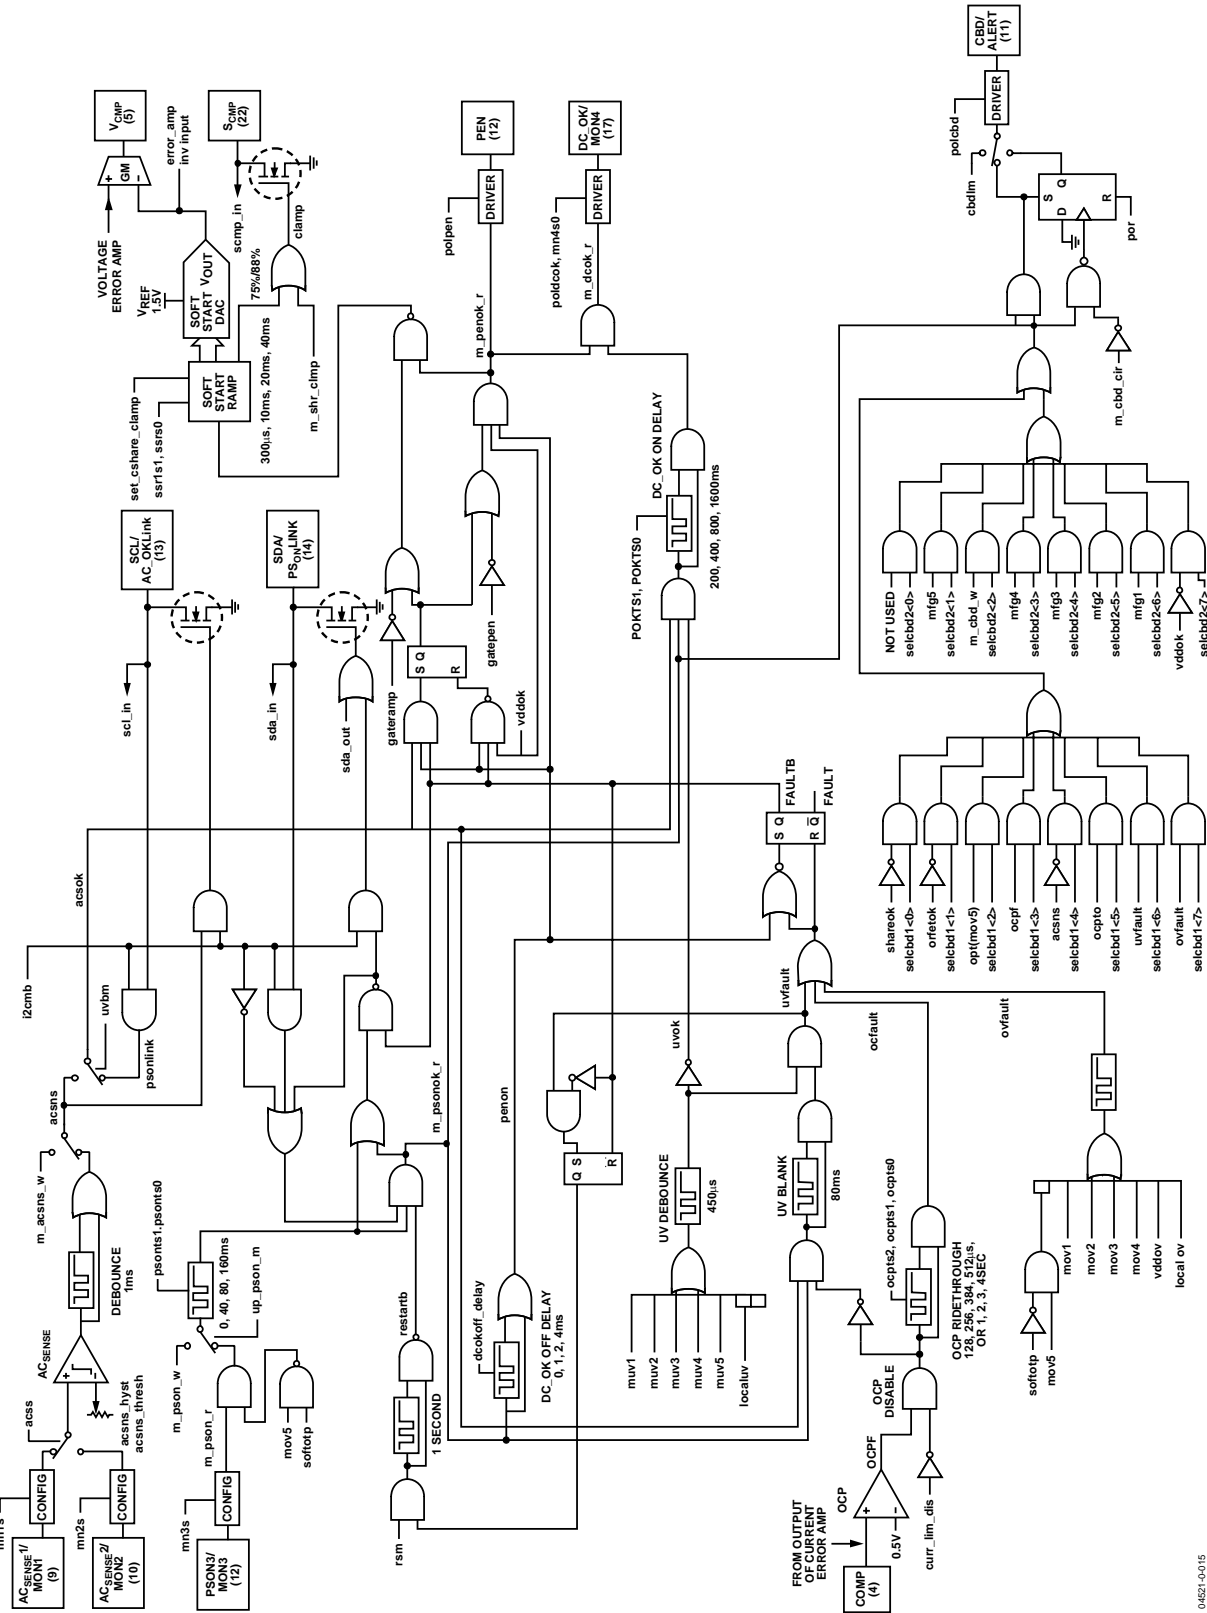 CBD/
ALERT
(11)
DRIVER
polcbd
cbdlm
S Q
D
R
por
m_cbd_cir
VCMP
(5)
GM
+
−
error_amp
inv input
VOLTAGE
ERROR AMP
SCMP
(22)
scmp_in
clamp
75%/88%
VREF
1.5V
SOFT
START VOUT
DAC
SOFT
START
RAMP
300µs, 10ms, 20ms, 40ms
m_shr_clmp
set_cshare_clamp
ssr1s1, ssrs0
PEN
(12)
DRIVER
polpen
m_penok_r
DC_OK/
MON4
(17)
DRIVER
poldcok, mn4s0
m_dcok_r
SCL/
AC_OKLink
(13)
scl_in
SDA/
PSONLINK
(14)
sda_in
sda_out
gateramp
S Q
R
gatepen
vddok
POKTS1, POKTS0
DC_OK ON DELAY
200, 400, 800, 1600ms
NOT USED
selcbd2<0>
mfg5
selcbd2<1>
m_cbd_w
selcbd2<2>
mfg4
selcbd2<3>
mfg3
selcbd2<4>
mfg2
selcbd2<5>
mfg1
selcbd2<6>
vddok
selcbd2<7>
FAULTB
FAULT
S Q
R Q
shareok
selcbd1<0>
orfetok
selcbd1<1>
opt(mov5)
selcbd1<2>
ocpf
selcbd1<3>
acsns
selcbd1<4>
ocpto
selcbd1<5>
uvfault
selcbd1<6>
ovfault
selcbd1<7>
acsok
i2cmb
uvbm
psonlink
acsns
m_acsns_w
DEBOUNCE
1ms
ACSENSE
+
−
acsns_hyst
acsns_thresh
acss
CONFIG
CONFIG
mn2s
ACSENSE1/
MON1
(9)
ACSENSE2/
MON2
(10)
psonts1.psonts0
0, 40, 80, 160ms
up_pson_m
m_pson_w
m_pson_r
mov5
softotp
mn3s
CONFIG
PSON3/
MON3
(12)
m_psonok_r
restartb
1 SECOND
rsm
penon
dcokoff_delay
DC_OK OFF DELAY
0, 1, 2, 4ms
Q S
R
uvok
UV DEBOUNCE
450µs
muv1
muv2
muv3
muv4
muv5
localuv
uvfault
UV BLANK
80ms
ocfault
ocpts2, ocpts1, ocpts0
OCP RIDETHROUGH
128, 256, 384, 512µs,
OR 1, 2, 3, 4SEC
OCP
DISABLE
OCPF
OCP
+
−
0.5V
curr_lim_dis
FROM OUTPUT
OF CURRENT
ERROR AMP
COMP
(4)
ovfault
softotp
mov5
mov1
mov2
mov3
mov4
vddov
local ov
04521-0-015